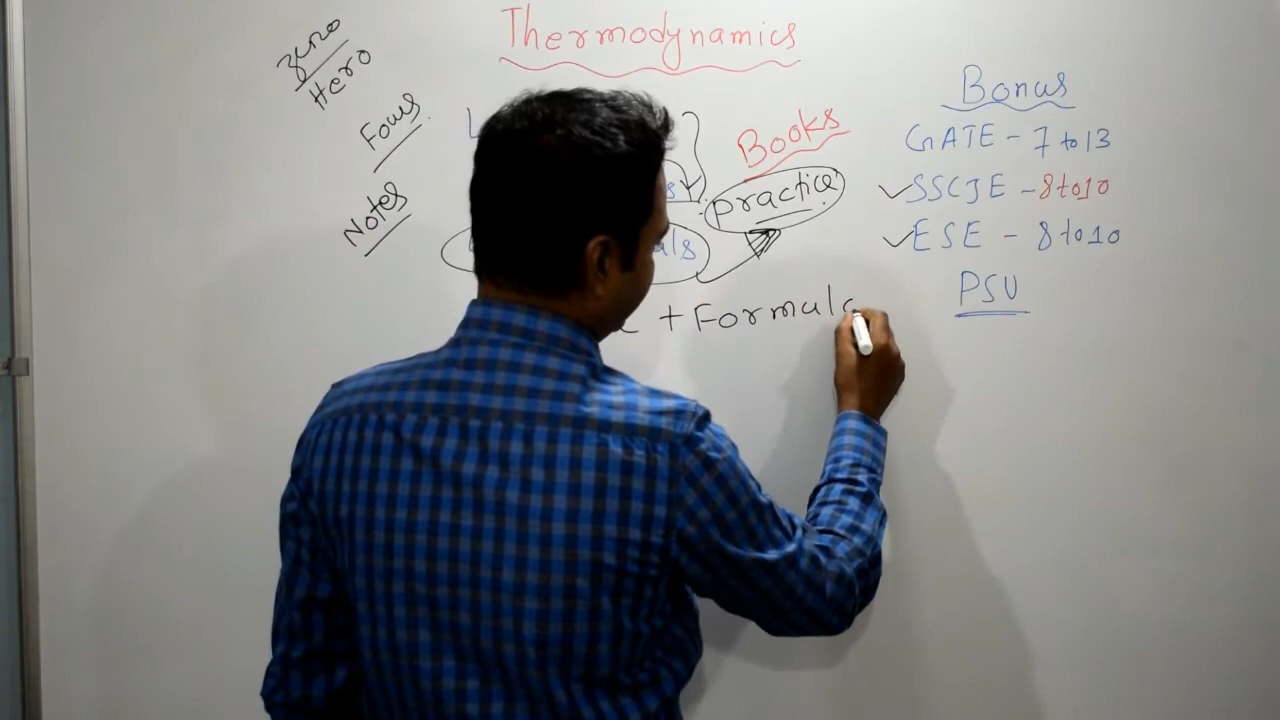 Thermodynamics
Zero
Hero
Focus
Notes
Books
practice
+ Formula
Bonus
GATE - 7 to 13
✓SSCJE - 8 to 10
✓ESE - 8 to 10
PSU